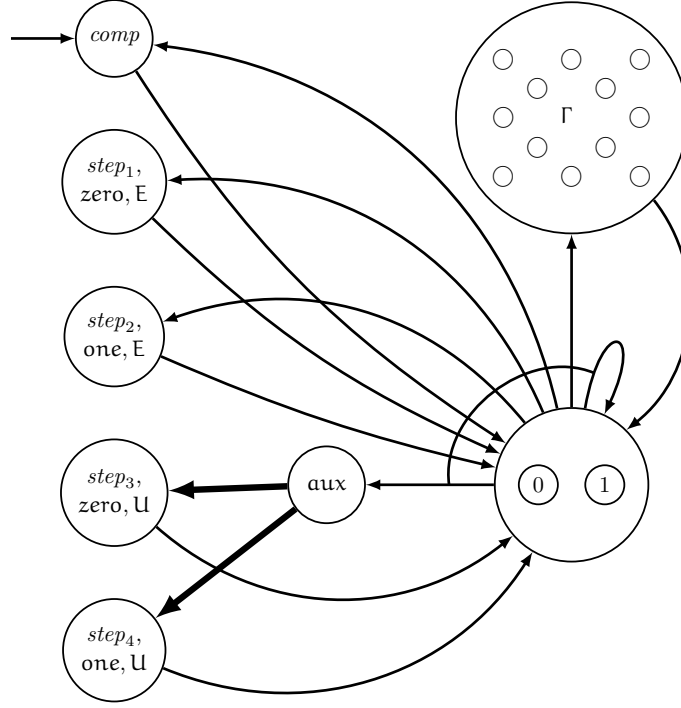 comp
Γ
step₁,
zero, E
step₂,
one, E
step₃,
zero, U
aux
0 1
step₄,
one, U